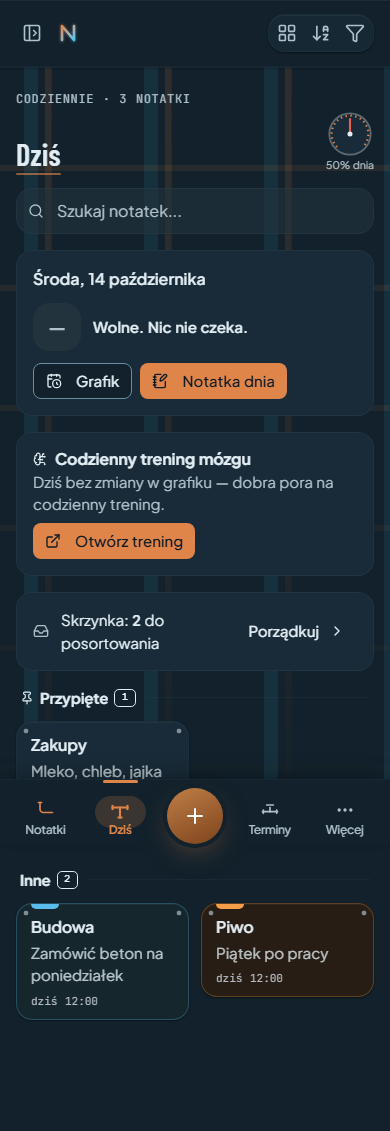 N
CODZIENNIE · 3 NOTATKI
Dziś
50% dnia
Szukaj notatek...
Środa, 14 października
— Wolne. Nic nie czeka.
Grafik
Notatka dnia
Codzienny trening mózgu
Dziś bez zmiany w grafiku — dobra pora na
codzienny trening.
Otwórz trening
Skrzynka: 2 do
posortowania
Porządkuj
Przypięte 1
Zakupy
Mleko, chleb, jajka
Notatki
Dziś
Terminy
Więcej
Inne 2
Budowa
Zamówić beton na
poniedziałek
dziś 12:00
Piwo
Piątek po pracy
dziś 12:00